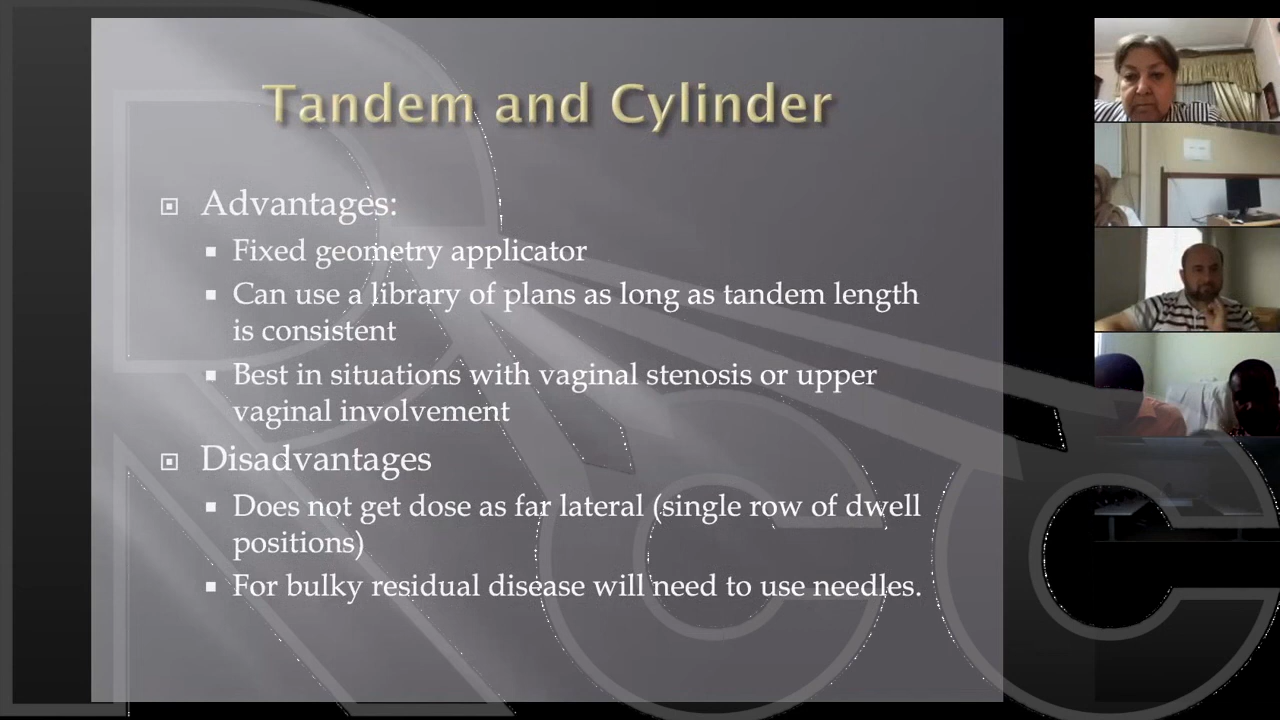 Tandem and Cylinder
Advantages:
Fixed geometry applicator
Can use a library of plans as long as tandem length
is consistent
Best in situations with vaginal stenosis or upper
vaginal involvement
Disadvantages
Does not get dose as far lateral (single row of dwell
positions)
For bulky residual disease will need to use needles.
Rcc